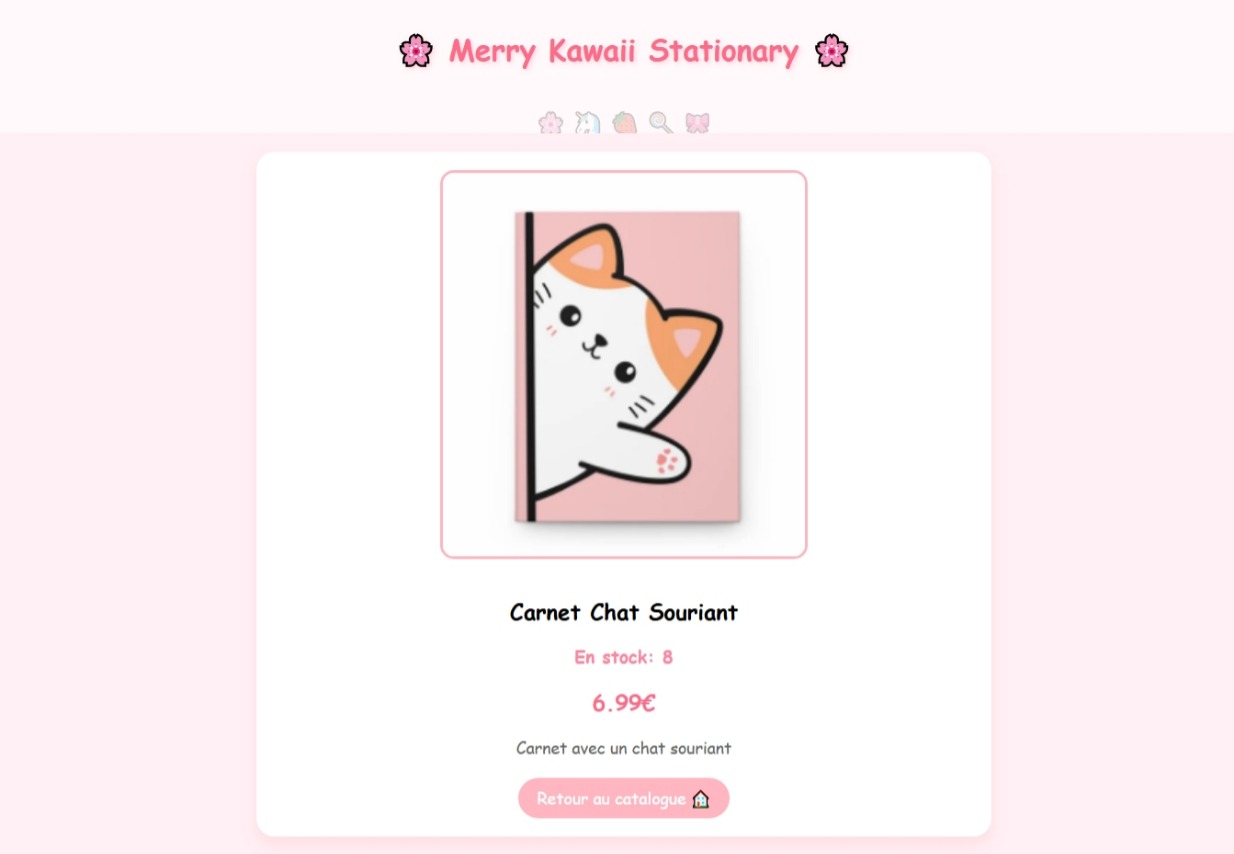 🌸 Merry Kawaii Stationary 🌸
🌸 🦄 🍓 🍭 🎀
Carnet Chat Souriant
En stock: 8
6.99€
Carnet avec un chat souriant
Retour au catalogue 🏠